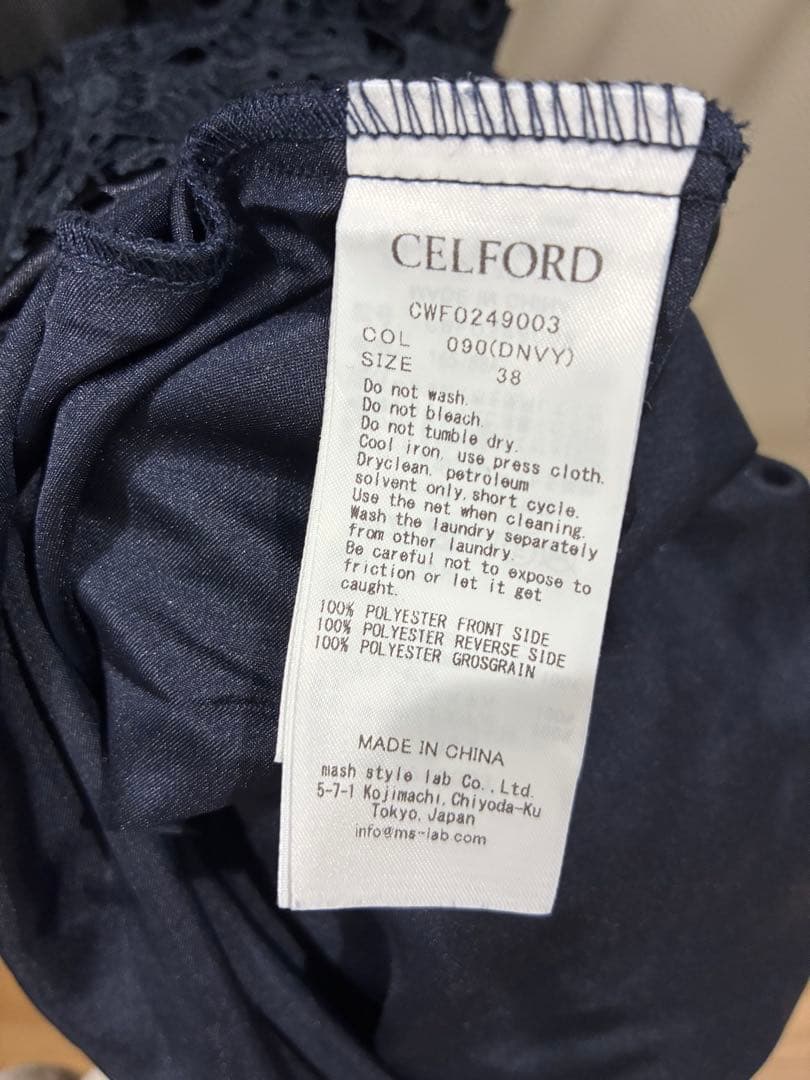 CELFORD
CWFO249003
COL 090(DNVY)
SIZE 38
Do not wash.
Do not bleach.
Do not tumble dry.
Cool iron, use press cloth.
Dryclean, petroleum
solvent only, short cycle.
Use the net when cleaning.
Wash the laundry separately
from other laundry.
Be careful not to expose to
friction or let it get
caught.
100% POLYESTER FRONT SIDE
100% POLYESTER REVERSE SIDE
100% POLYESTER GROSGRAIN
MADE IN CHINA
mash style lab Co., Ltd.
5-7-1 Kojimachi, Chiyoda-Ku
Tokyo, Japan
info@ms-lab.com